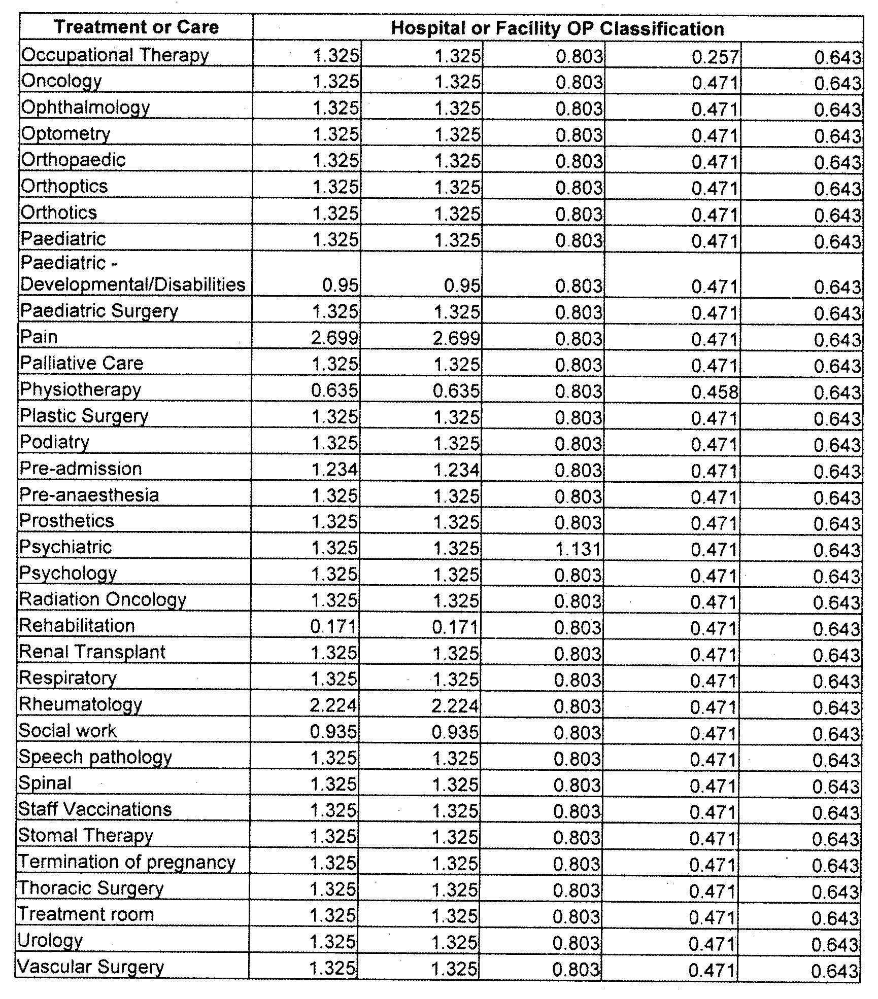 Treatment or Care Hospital or Facility OP Classification
Occupational Therapy 1.325 1.325 0.803 0.257 0.643
Oncology 1.325 1.325 0.803 0.471 0.643
Ophthalmology 1.325 1.325 0.803 0.471 0.643
Optometry 1.325 1.325 0.803 0.471 0.643
Orthopaedic 1.325 1.325 0.803 0.471 0.643
Orthoptics 1.325 1.325 0.803 0.471 0.643
Orthotics 1.325 1.325 0.803 0.471 0.643
Paediatric 1.325 1.325 0.803 0.471 0.643
Paediatric -
Developmental/Disabilities 0.95 0.95 0.803 0.471 0.643
Paediatric Surgery 1.325 1.325 0.803 0.471 0.643
Pain 2.699 2.699 0.803 0.471 0.643
Palliative Care 1.325 1.325 0.803 0.471 0.643
Physiotherapy 0.635 0.635 0.803 0.458 0.643
Plastic Surgery 1.325 1.325 0.803 0.471 0.643
Podiatry 1.325 1.325 0.803 0.471 0.643
Pre-admission 1.234 1.234 0.803 0.471 0.643
Pre-anaesthesia 1.325 1.325 0.803 0.471 0.643
Prosthetics 1.325 1.325 0.803 0.471 0.643
Psychiatric 1.325 1.325 1.131 0.471 0.643
Psychology 1.325 1.325 0.803 0.471 0.643
Radiation Oncology 1.325 1.325 0.803 0.471 0.643
Rehabilitation 0.171 0.171 0.803 0.471 0.643
Renal Transplant 1.325 1.325 0.803 0.471 0.643
Respiratory 1.325 1.325 0.803 0.471 0.643
Rheumatology 2.224 2.224 0.803 0.471 0.643
Social work 0.935 0.935 0.803 0.471 0.643
Speech pathology 1.325 1.325 0.803 0.471 0.643
Spinal 1.325 1.325 0.803 0.471 0.643
Staff Vaccinations 1.325 1.325 0.803 0.471 0.643
Stomal Therapy 1.325 1.325 0.803 0.471 0.643
Termination of pregnancy 1.325 1.325 0.803 0.471 0.643
Thoracic Surgery 1.325 1.325 0.803 0.471 0.643
Treatment room 1.325 1.325 0.803 0.471 0.643
Urology 1.325 1.325 0.803 0.471 0.643
Vascular Surgery 1.325 1.325 0.803 0.471 0.643